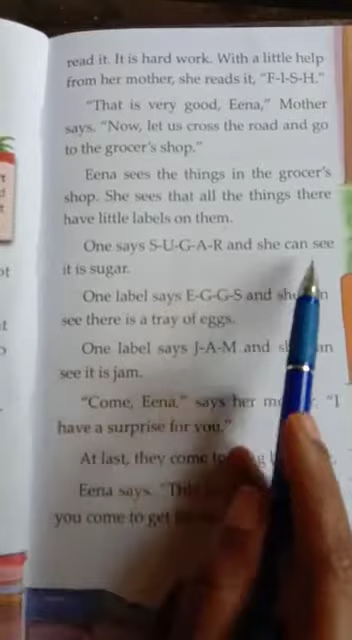 read it. It is hard work. With a little help
from her mother, she reads it, "F-I-S-H."
"That is very good, Eena," Mother
says. "Now, let us cross the road and go
to the grocer's shop."
Eena sees the things in the grocer's
shop. She sees that all the things there
have little labels on them.
One says S-U-G-A-R and she can see
it is sugar.
One label says E-G-G-S and
see there is a tray of eggs.
One label says J-A-M and
see it is jam.
"Come, Eena," says her "I
have a surprise for you."
At last, they come
Eena says. "This
you come to get